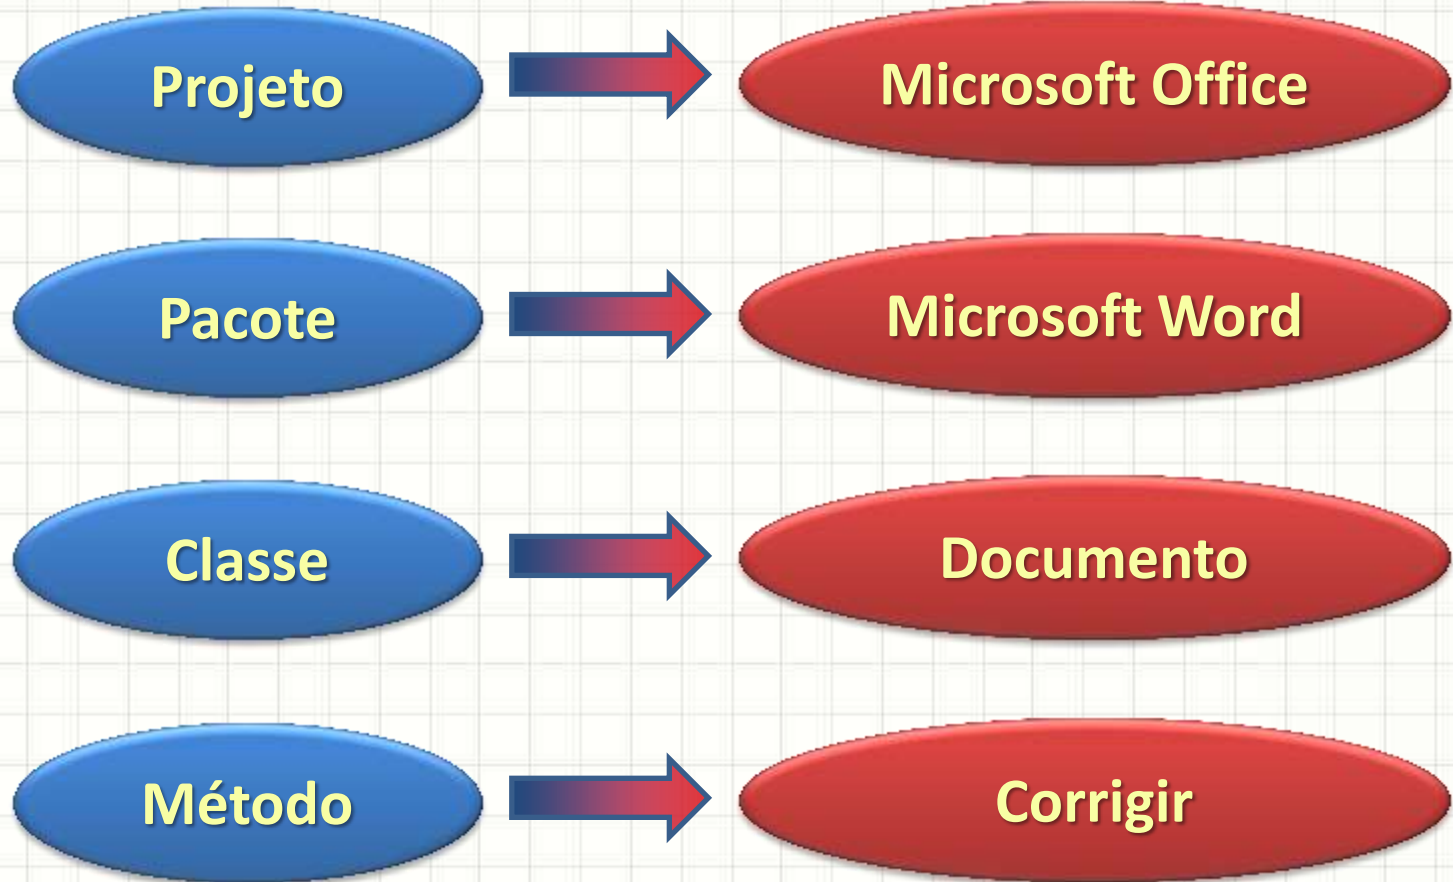 Projeto
Microsoft Office
Pacote
Microsoft Word
Classe
Documento
Método
Corrigir